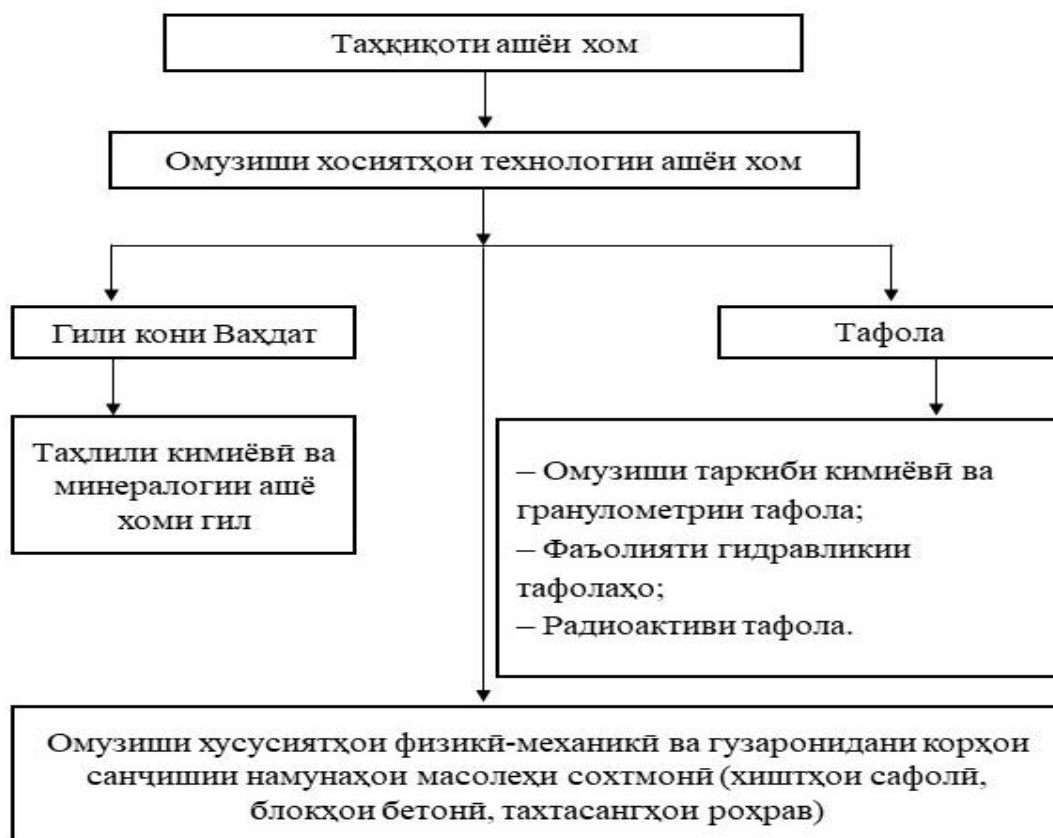 Таҳқиқоти ашёи хом
Омузиши хосиятҳои технологии ашёи хом
Гили кони Ваҳдат
Тафола
Таҳлили кимиёвӣ ва
минералогии ашё
хоми гил
– Омузиши таркиби кимиёвӣ ва
гранулометрии тафола;
– Фаъолияти гидравликии
тафолаҳо;
– Радиоактиви тафола.
Омузиши хусусиятҳои физикӣ-механикӣ ва гузаронидани корҳои
санҷишии намунаҳои масолеҳи сохтмонӣ (хиштҳои сафолӣ,
блокҳои бетонӣ, тахтасангҳои роҳрав)